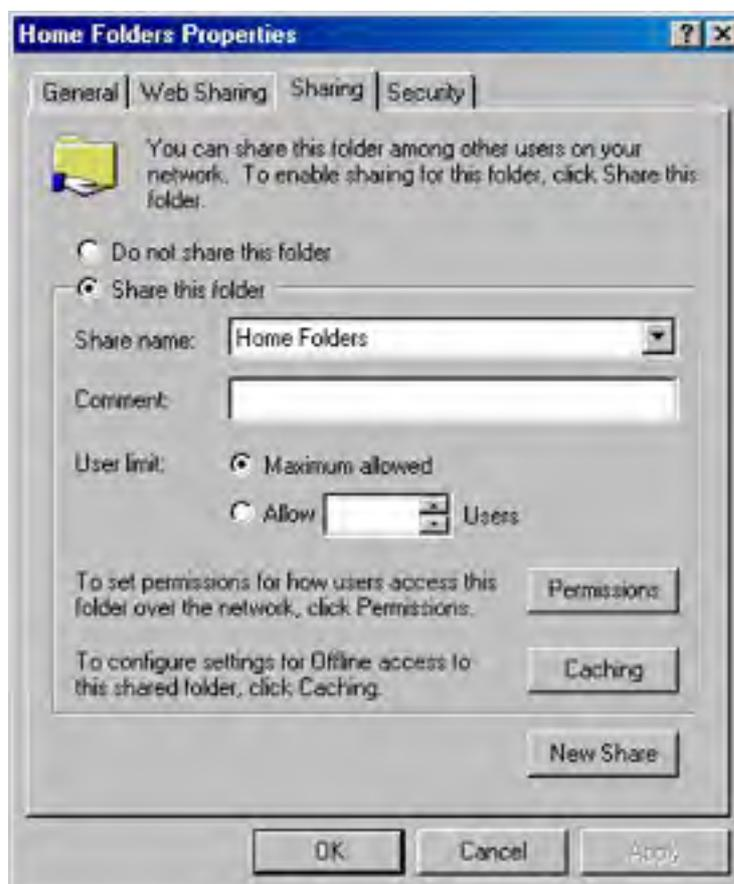 Home Folders Properties
General Web Sharing Sharing Security
You can share this folder among other users on your
network. To enable sharing for this folder, click Share this
folder.
Do not share this folder
Share this folder
Share name: Home Folders
Comment:
User limit: Maximum allowed
Allow Users
To set permissions for how users access this
folder over the network, click Permissions.
Permissions
To configure settings for Offline access to
this shared folder, click Caching.
Caching
New Share
OK Cancel Apply